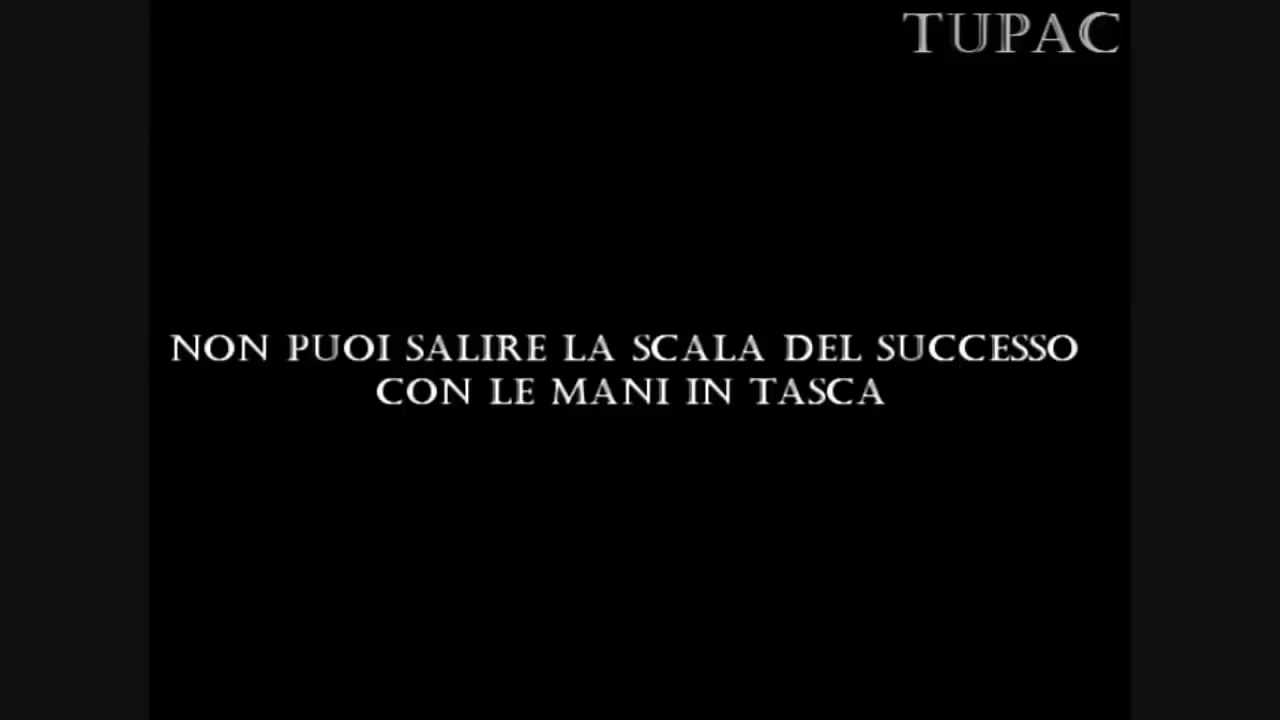 TUPAC
NON PUOI SALIRE LA SCALA DEL SUCCESSO
CON LE MANI IN TASCA